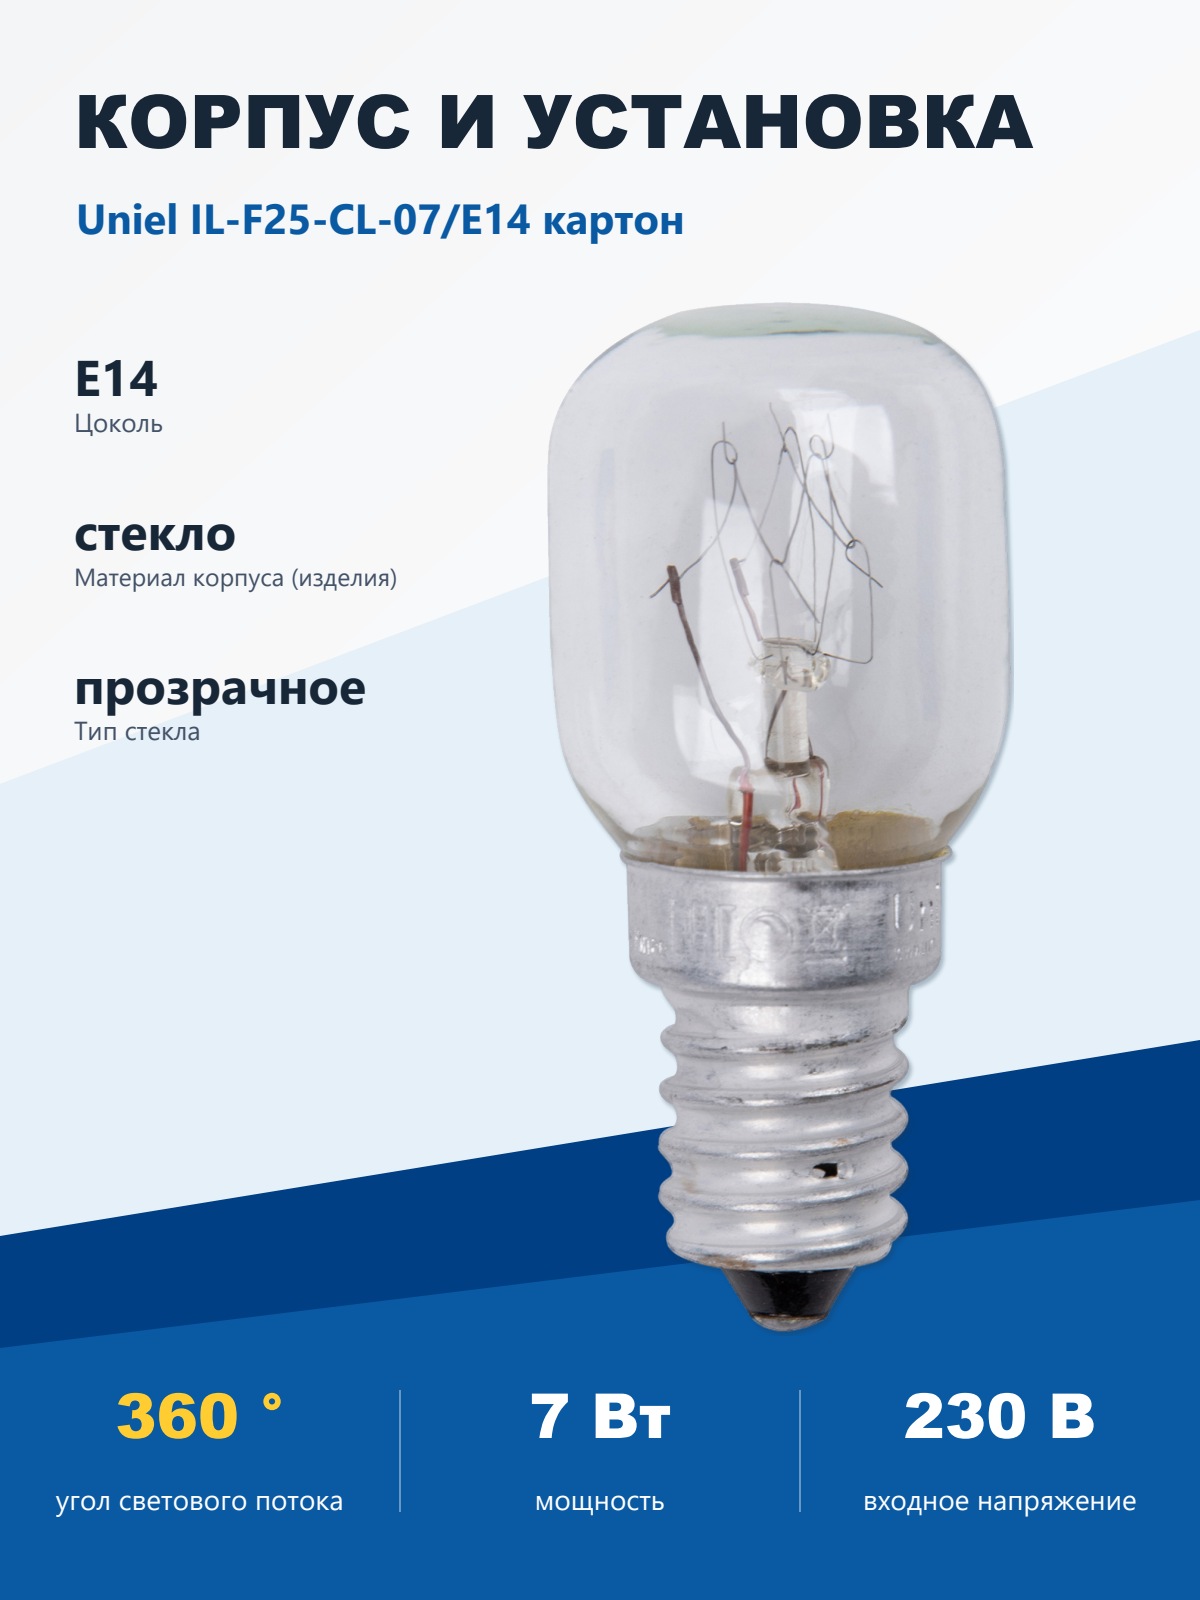 КОРПУС И УСТАНОВКА
Uniel IL-F25-CL-07/E14 картон
E14
Цоколь
стекло
Материал корпуса (изделия)
прозрачное
Тип стекла
360 °
угол светового потока
7 Вт
мощность
230 В
входное напряжение